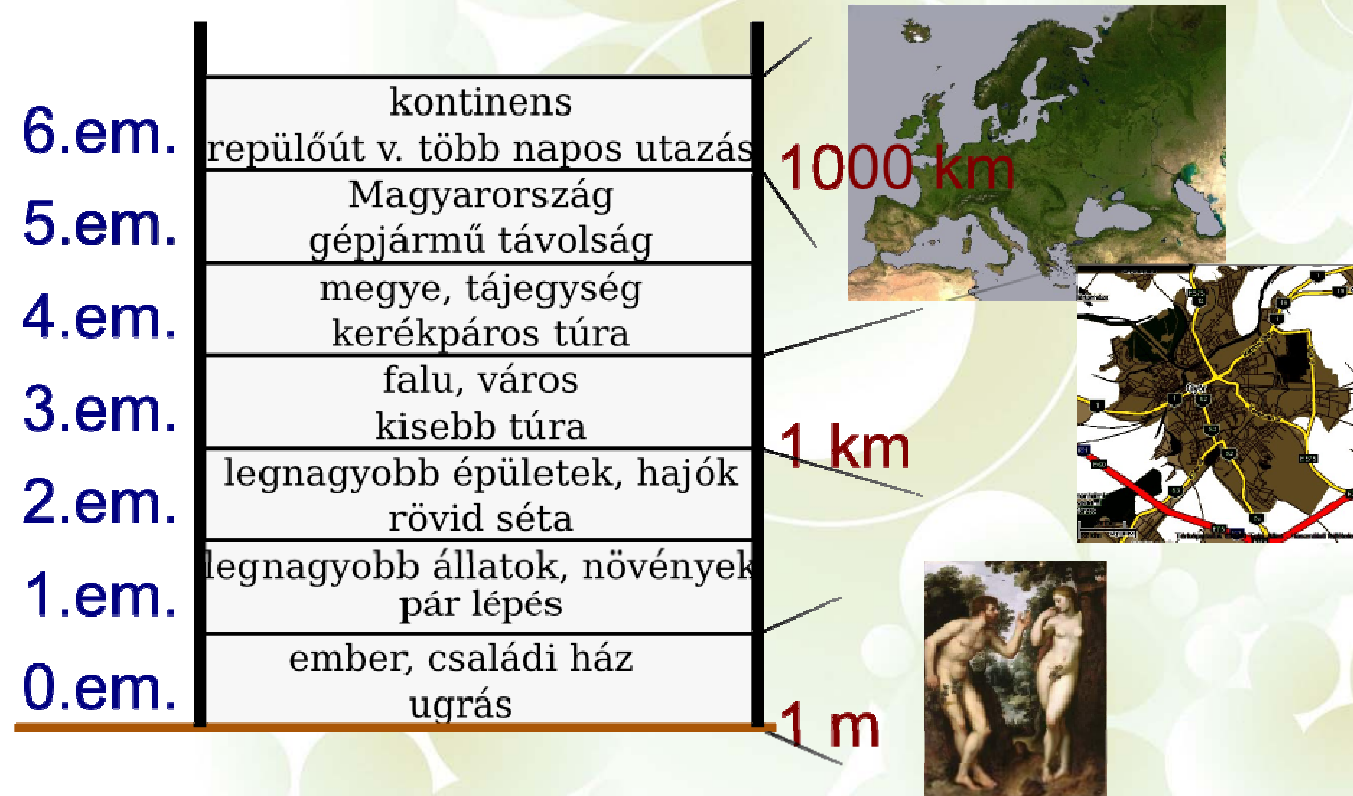 6.em.
kontinens
repülőút v. több napos utazás
1000 km
5.em.
Magyarország
gépjármű távolság
4.em.
megye, tájegység
kerékpáros túra
3.em.
falu, város
kisebb túra
1 km
2.em.
legnagyobb épületek, hajók
rövid séta
1.em.
legnagyobb állatok, növények
pár lépés
0.em.
ember, családi ház
ugrás
1 m